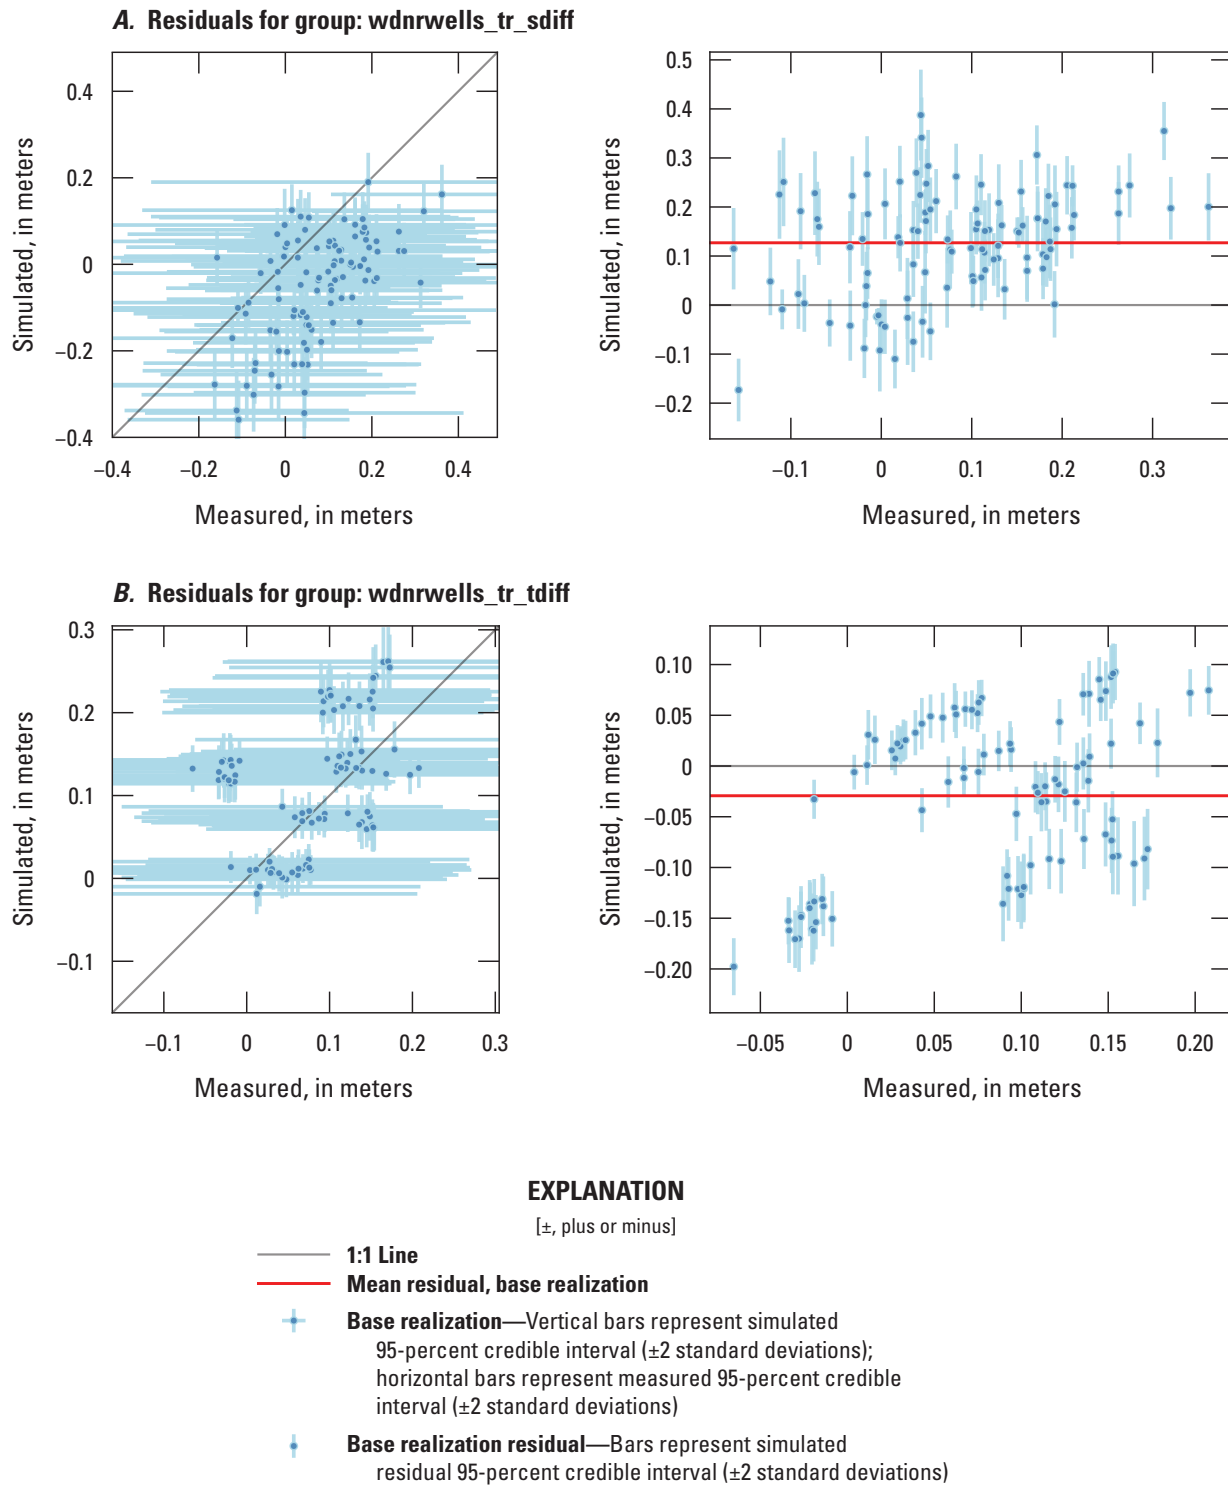 A. Residuals for group: wdnrwells_tr_sdiff
Simulated, in meters
0.4
0.2
0
−0.2
−0.4
−0.4
−0.2
0
0.2
0.4
Measured, in meters
Simulated, in meters
0.5
0.4
0.3
0.2
0.1
0
−0.1
−0.2
−0.1
0
0.1
0.2
0.3
Measured, in meters
B. Residuals for group: wdnrwells_tr_tdiff
Simulated, in meters
0.3
0.2
0.1
0
−0.1
−0.1
0
0.1
0.2
0.3
Measured, in meters
Simulated, in meters
0.10
0.05
0
−0.05
−0.10
−0.15
−0.20
−0.05
0
0.05
0.10
0.15
0.20
Measured, in meters
EXPLANATION
[±, plus or minus]
1:1 Line
Mean residual, base realization
Base realization—Vertical bars represent simulated
95-percent credible interval (±2 standard deviations);
horizontal bars represent measured 95-percent credible
interval (±2 standard deviations)
Base realization residual—Bars represent simulated
residual 95-percent credible interval (±2 standard deviations)